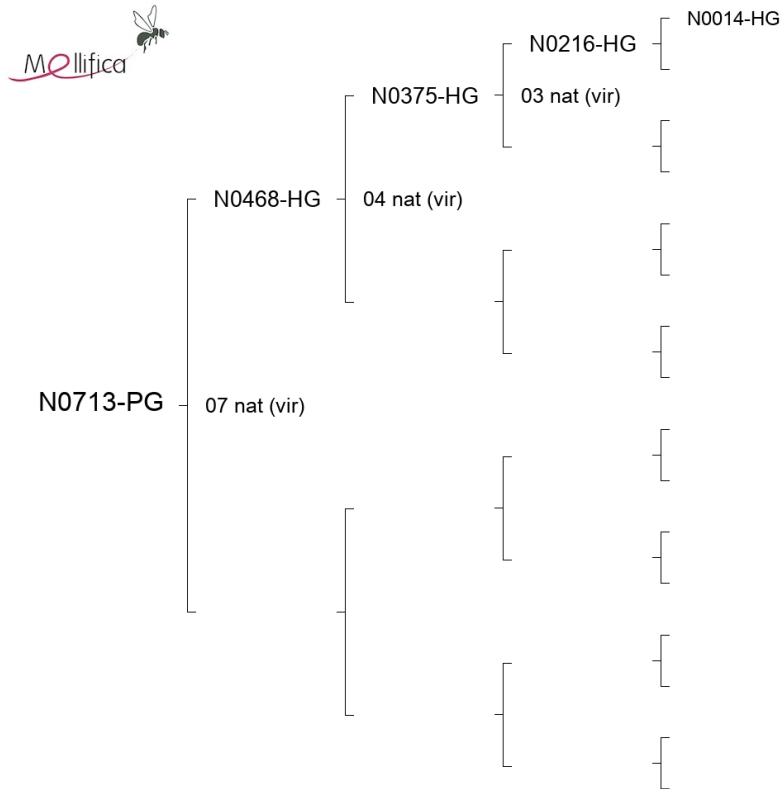 Mellifica
N0014-HG
N0216-HG
N0375-HG
03 nat (vir)
N0468-HG
04 nat (vir)
N0713-PG
07 nat (vir)